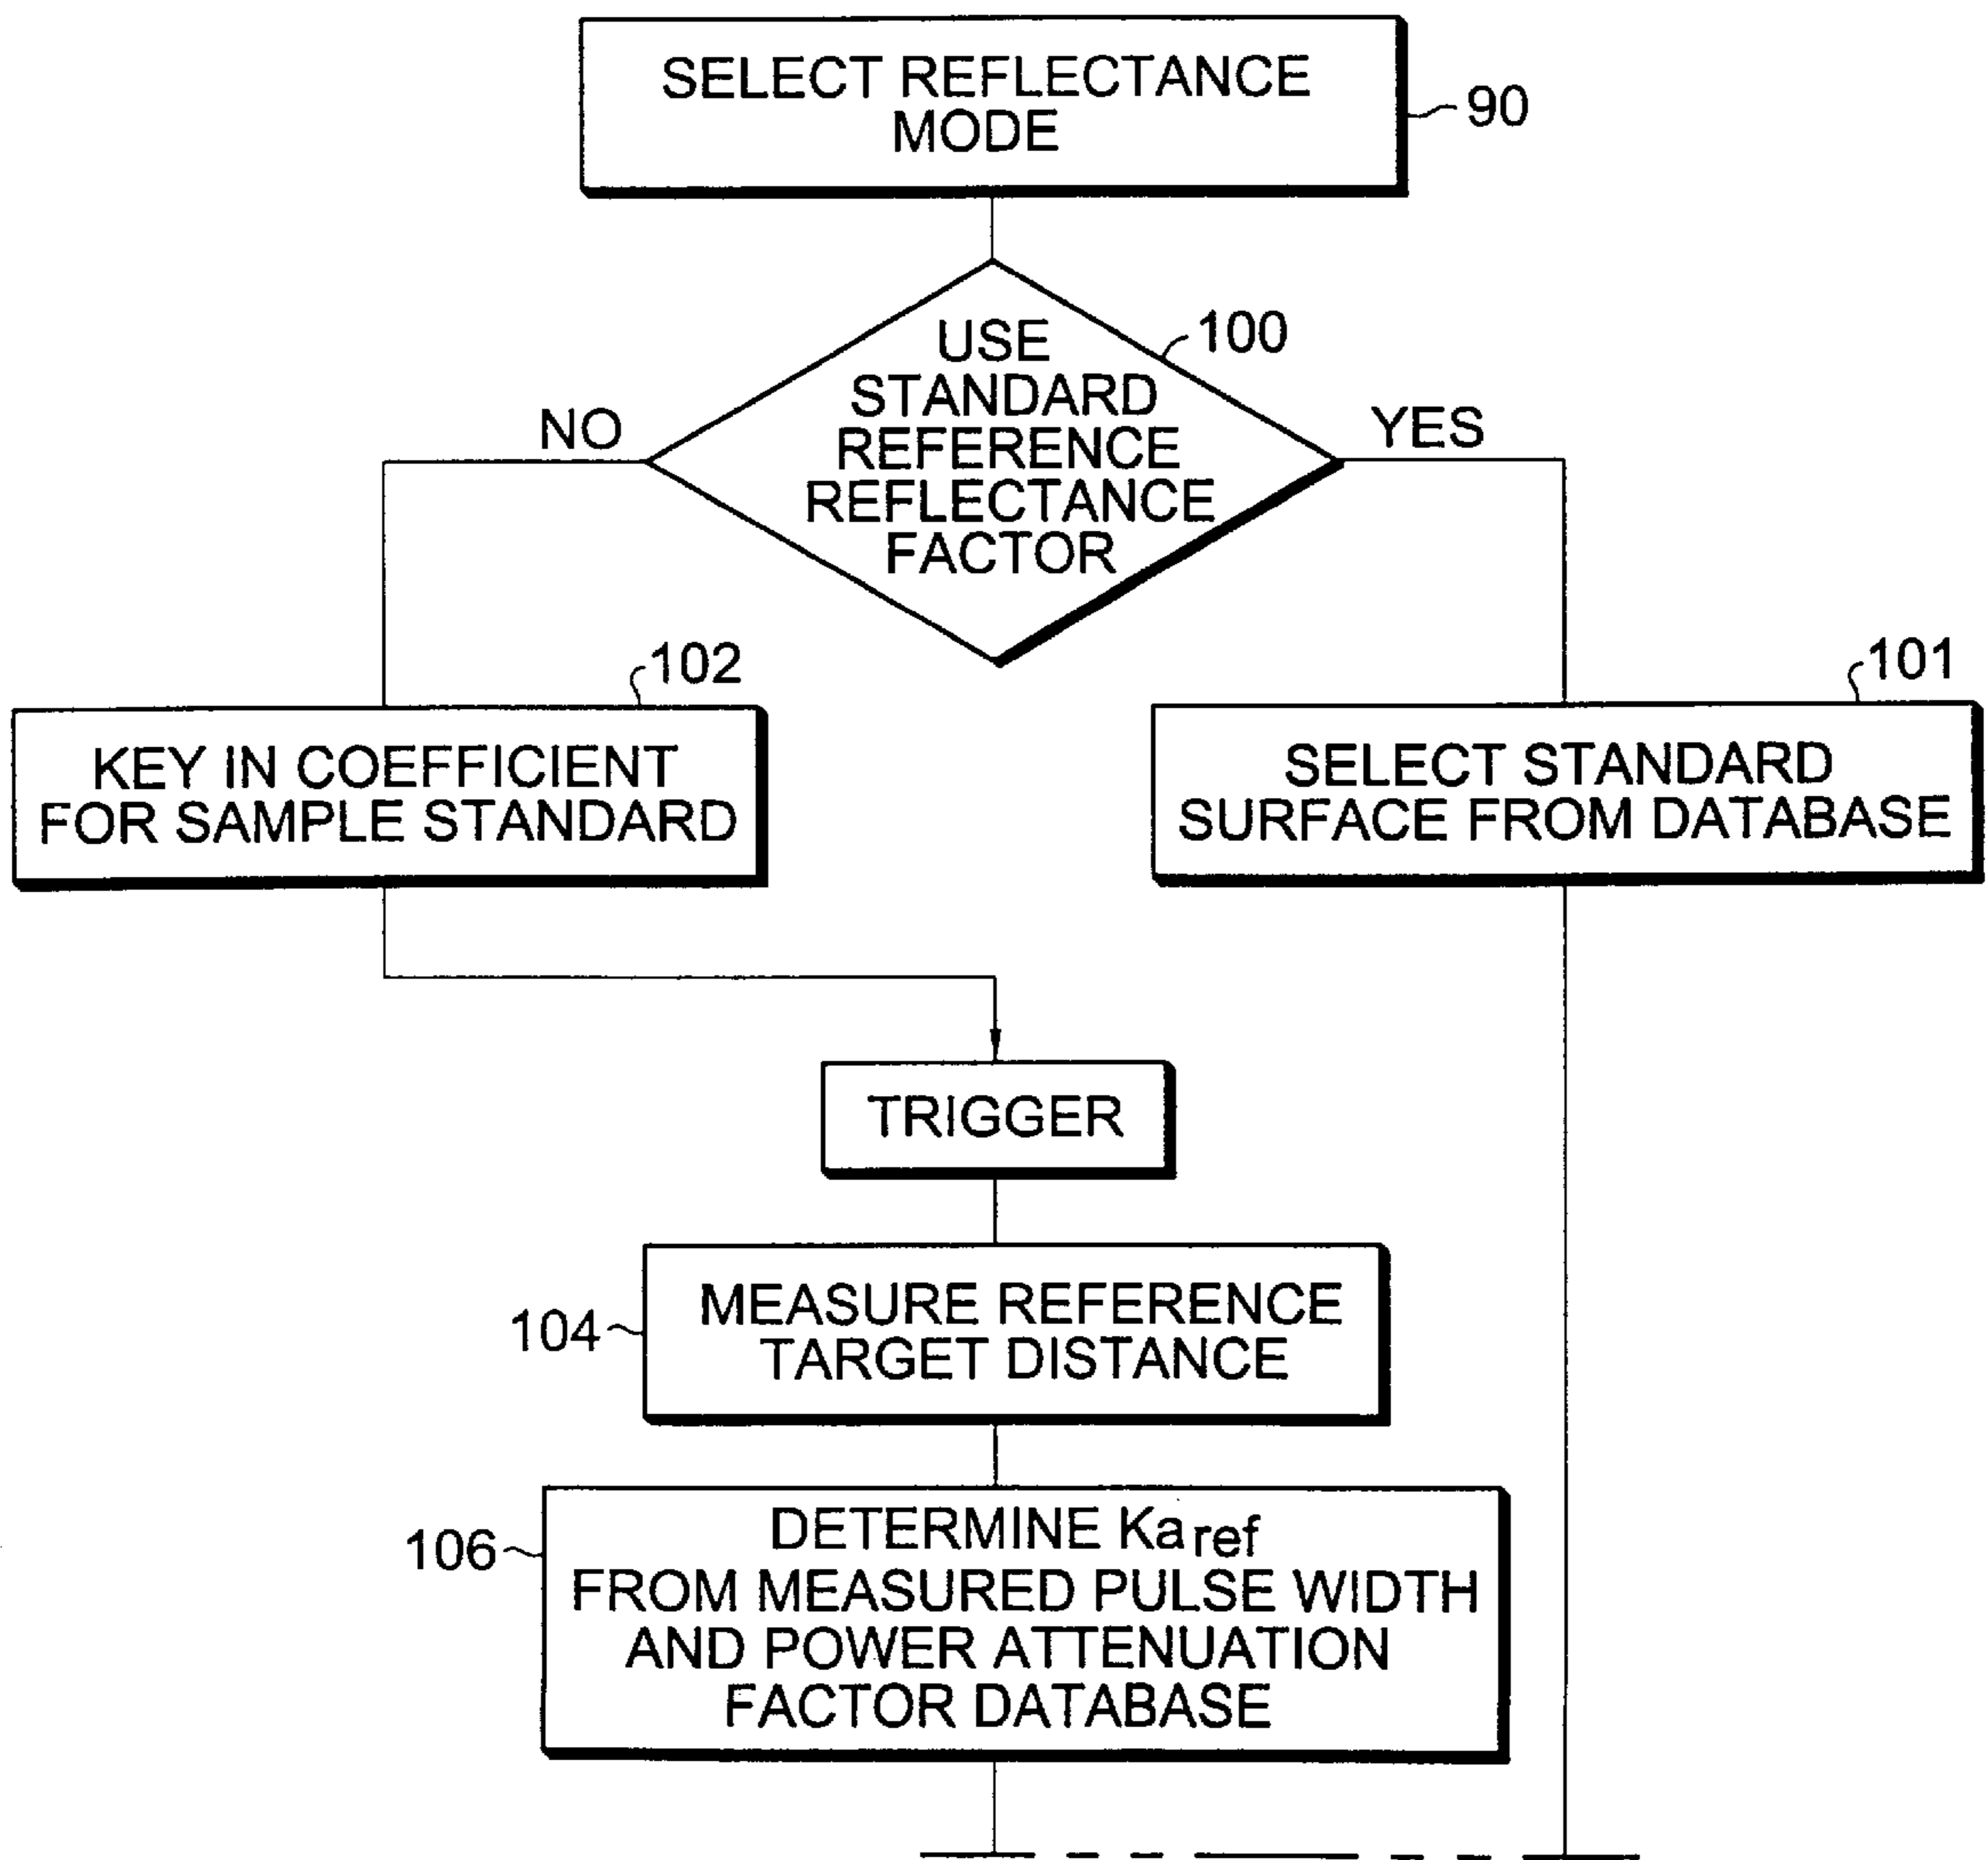 SELECT REFLECTANCE
MODE
90
100
USE
STANDARD
REFERENCE
REFLECTANCE
FACTOR
NO
YES
102
101
KEY IN COEFFICIENT
FOR SAMPLE STANDARD
SELECT STANDARD
SURFACE FROM DATABASE
TRIGGER
104
MEASURE REFERENCE
TARGET DISTANCE
106
DETERMINE Karef
FROM MEASURED PULSE WIDTH
AND POWER ATTENUATION
FACTOR DATABASE